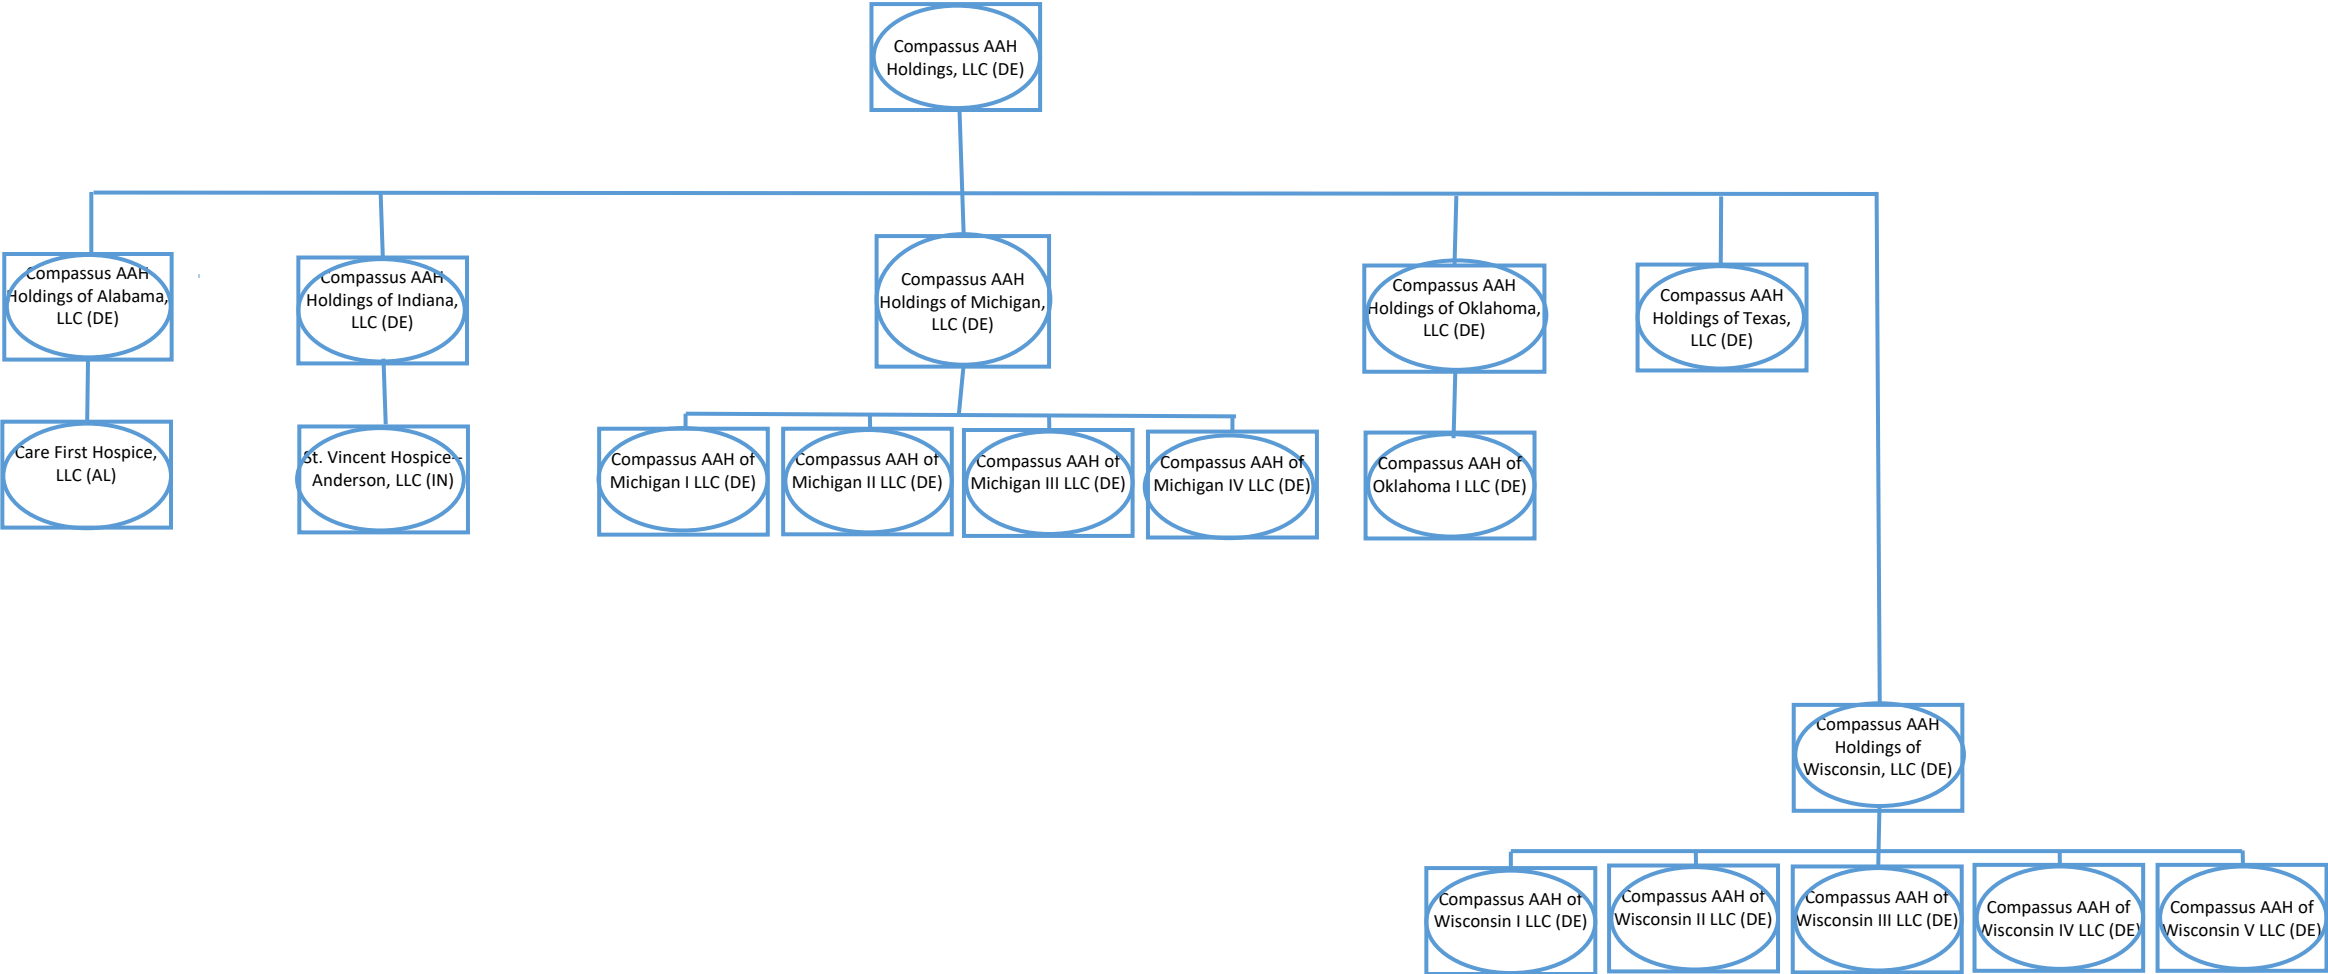 Compassus AAH
Holdings, LLC (DE)
Compassus AAH
Holdings of Alabama,
LLC (DE)
Compassus AAH
Holdings of Indiana,
LLC (DE)
Compassus AAH
Holdings of Michigan,
LLC (DE)
Compassus AAH
Holdings of Oklahoma,
LLC (DE)
Compassus AAH
Holdings of Texas,
LLC (DE)
Care First Hospice,
LLC (AL)
St. Vincent Hospice–
Anderson, LLC (IN)
Compassus AAH of
Michigan I LLC (DE)
Compassus AAH of
Michigan II LLC (DE)
Compassus AAH of
Michigan III LLC (DE)
Compassus AAH of
Michigan IV LLC (DE)
Compassus AAH of
Oklahoma I LLC (DE)
Compassus AAH
Holdings of
Wisconsin, LLC (DE)
Compassus AAH of
Wisconsin I LLC (DE)
Compassus AAH of
Wisconsin II LLC (DE)
Compassus AAH of
Wisconsin III LLC (DE)
Compassus AAH of
Wisconsin IV LLC (DE)
Compassus AAH of
Wisconsin V LLC (DE)